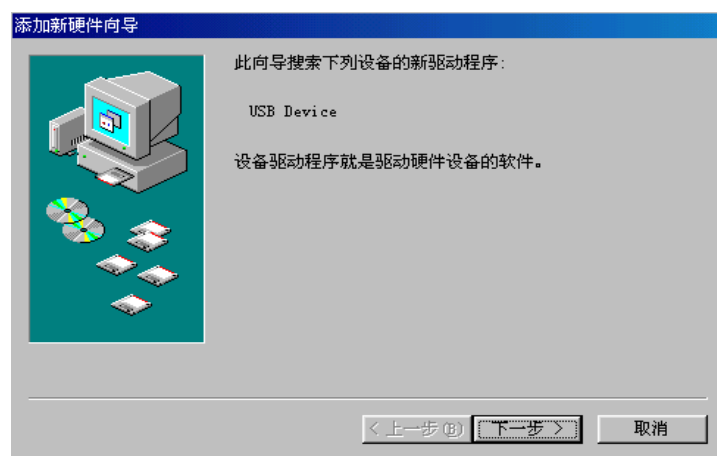 添加新硬件向导
此向导搜索下列设备的新驱动程序:
USB Device
设备驱动程序就是驱动硬件设备的软件。
< 上一步(B)
下一步 >
取消